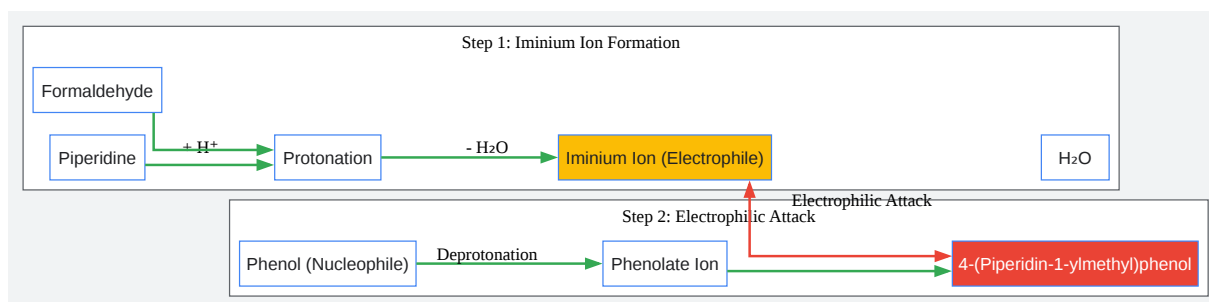 Step 1: Iminium Ion Formation
Formaldehyde
+ H⁺
- H₂O
Piperidine
Protonation
Iminium Ion (Electrophile)
H₂O
Electrophilic Attack
Step 2: Electrophilic Attack
Deprotonation
Phenol (Nucleophile)
Phenolate Ion
4-(Piperidin-1-ylmethyl)phenol